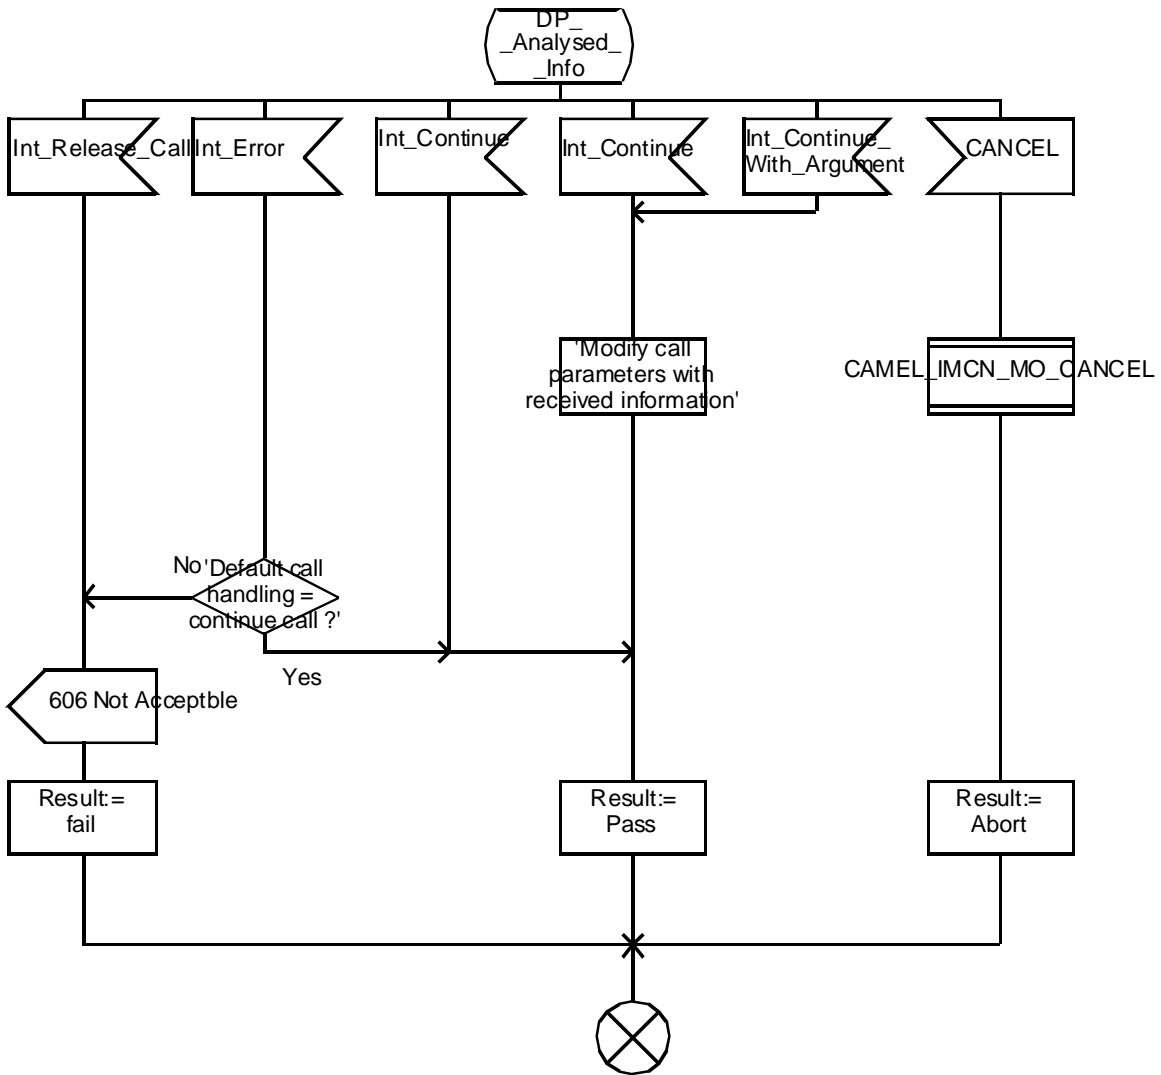 DP_
_Analysed_
_Info
Int_Release_Call
Int_Error
Int_Continue
Int_Continue
Int_Continue_
With_Argument
CANCEL
'Modify call
parameters with
received information'
CAMEL_IMCN_MO_CANCEL
No
'Default call
handling =
continue call ?'
Yes
606 Not Acceptble
Result:=
fail
Result:=
Pass
Result:=
Abort